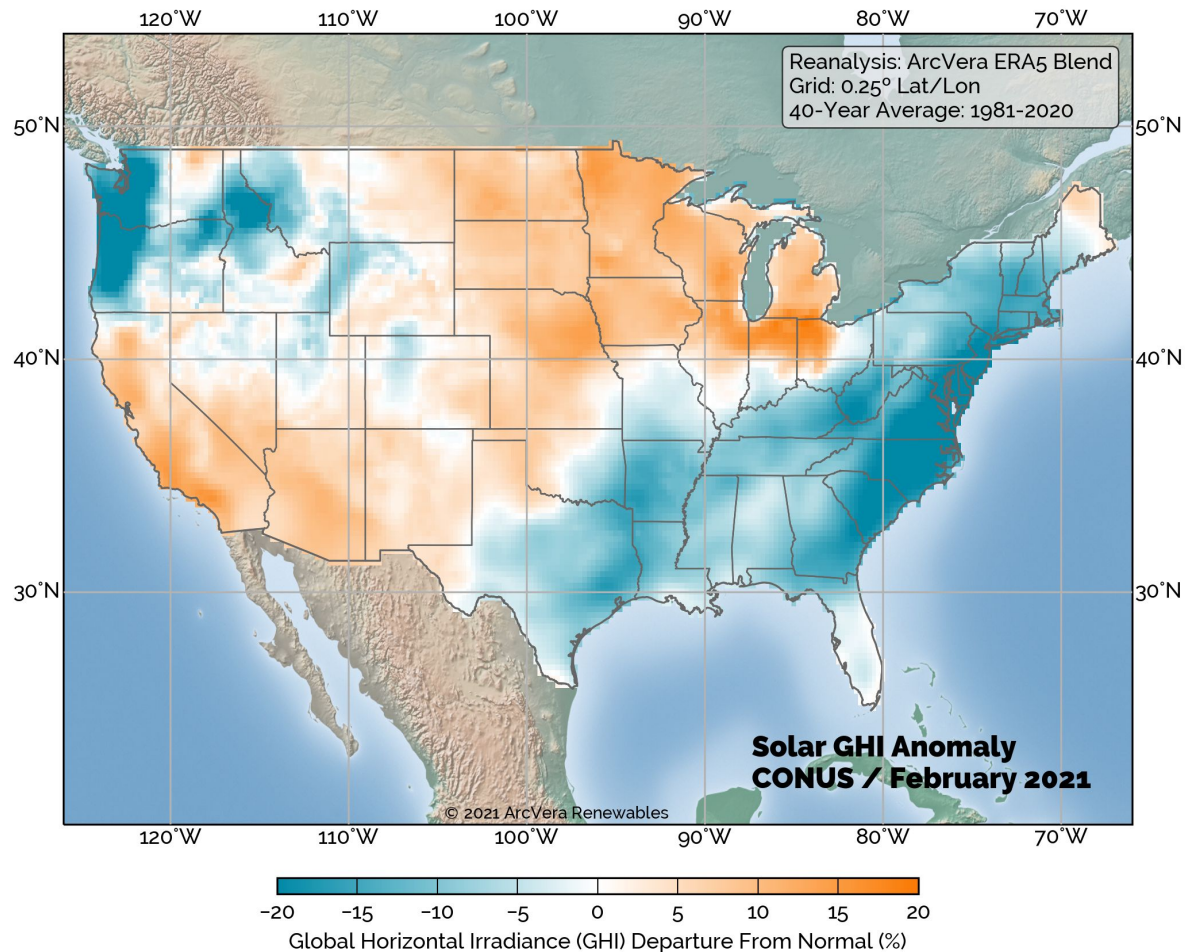 120°W 110°W 100°W 90°W 80°W 70°W
Reanalysis: ArcVera ERA5 Blend
Grid: 0.25º Lat/Lon
40-Year Average: 1981-2020
50°N 50°N
40°N 40°N
30°N 30°N
Solar GHI Anomaly
CONUS / February 2021
© 2021 ArcVera Renewables
120°W 110°W 100°W 90°W 80°W 70°W
−20 −15 −10 −5 0 5 10 15 20
Global Horizontal Irradiance (GHI) Departure From Normal (%)